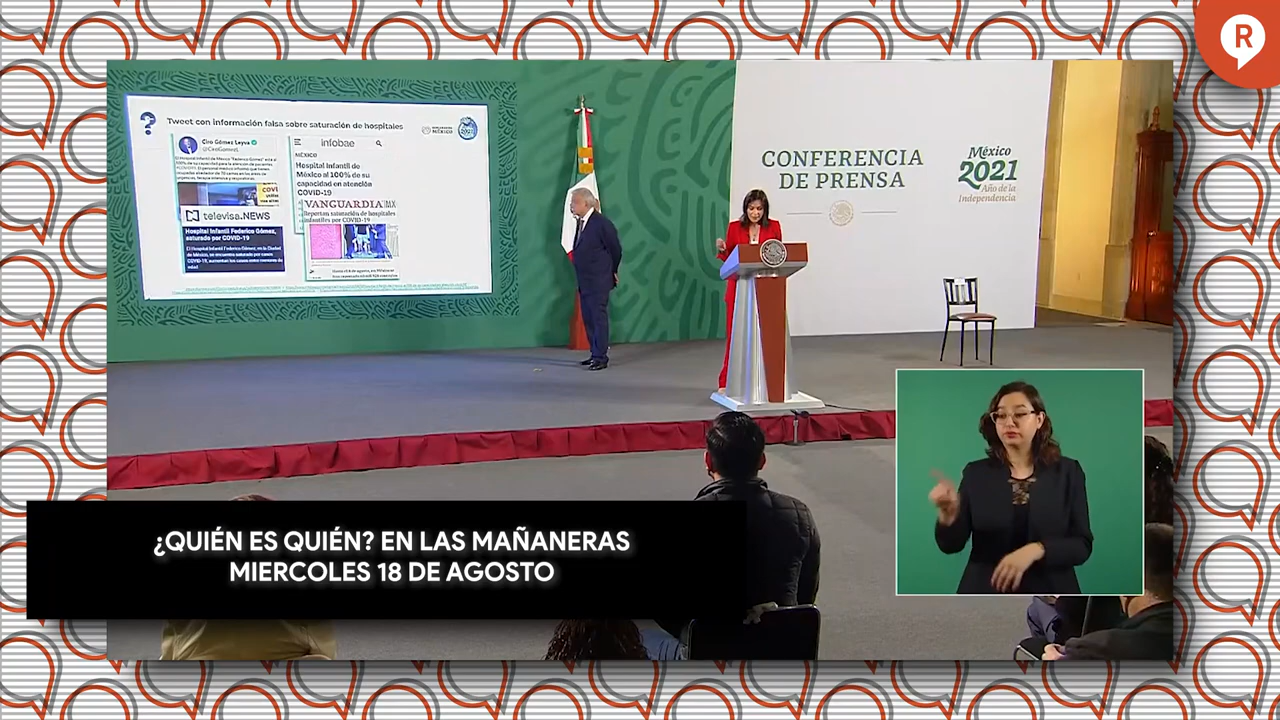 R
? Tweet con información falsa sobre saturación de hospitales
2021
Ciro Gómez Leyva
@CiroGomezL
televisa.NEWS
Hospital Infantil Federico Gómez,
saturado por COVID-19
infobae
MÉXICO
Hospital Infantil de
México al 100% de su
capacidad en atención
COVID-19
VANGUARDIA MX
Reportan saturación de hospitales
infantiles por COVID-19
CONFERENCIA
DE PRENSA
México
2021
Año de la
Independencia
¿QUIÉN ES QUIÉN? EN LAS MAÑANERAS
MIERCOLES 18 DE AGOSTO